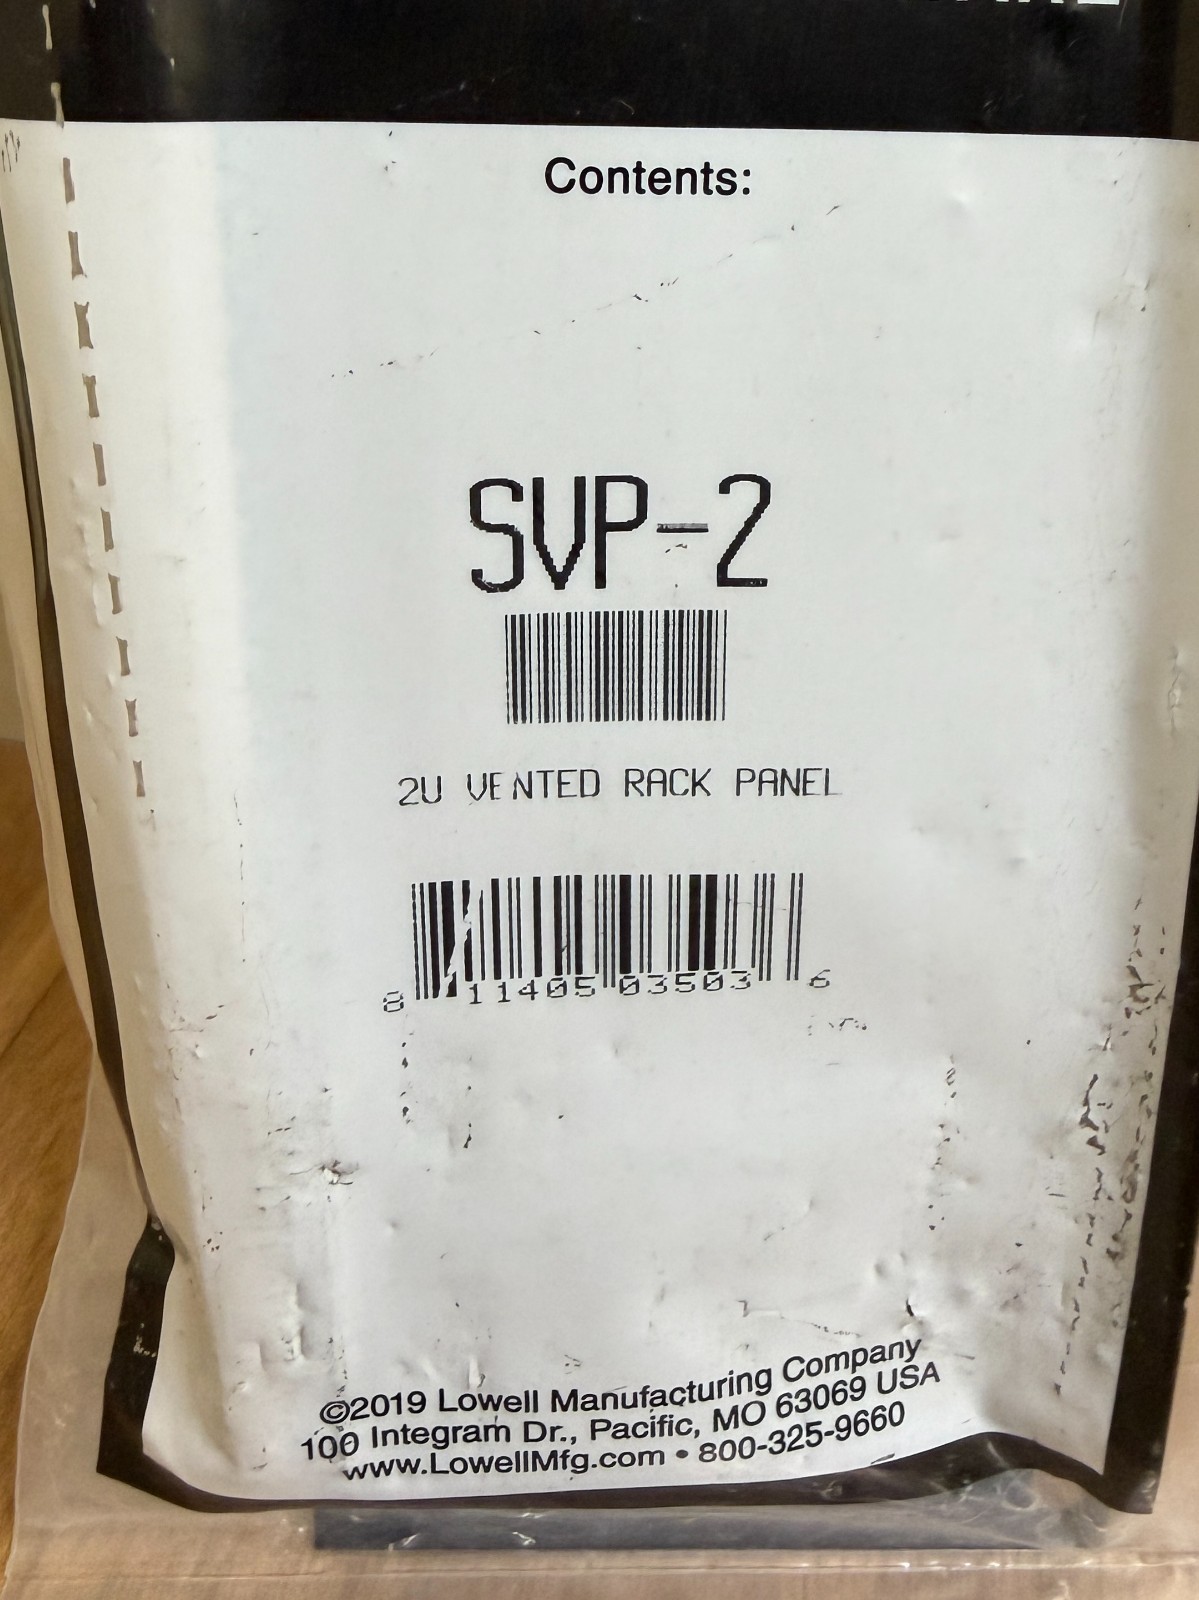 Contents:
SVP-2
2U VENTED RACK PANEL
8 11405 03503 6
©2019 Lowell Manufacturing Company
100 Integram Dr., Pacific, MO 63069 USA
www.LowellMfg.com • 800-325-9660